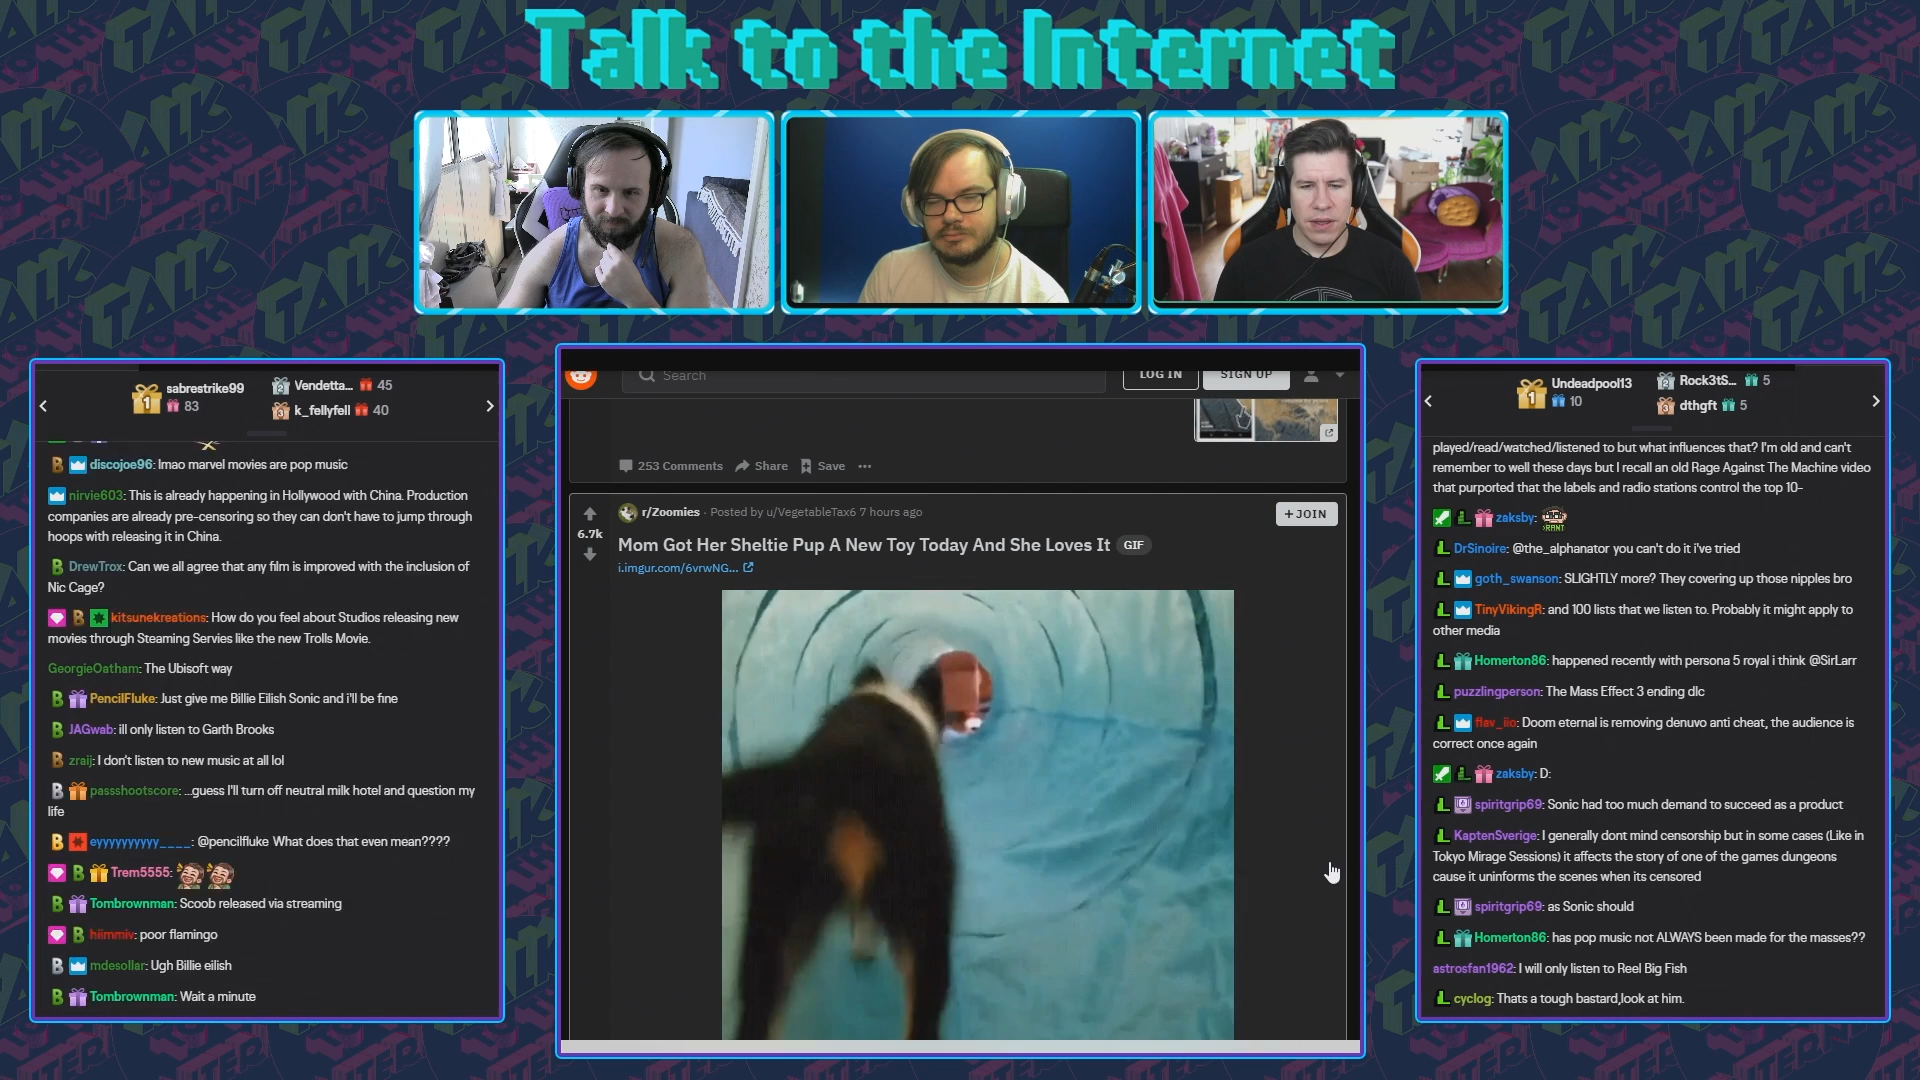 Talk to the Internet
sabrestrike99
83
Vendetta... 45
k_fellyfell 40
discojoe96: lmao marvel movies are pop music
nirvie603: This is already happening in Hollywood with China. Production
companies are already pre-censoring so they can don't have to jump through
hoops with releasing it in China.
DrewTrox: Can we all agree that any film is improved with the inclusion of
Nic Cage?
kitsunekreations: How do you feel about Studios releasing new
movies through Steaming Servies like the new Trolls Movie.
GeorgieOatham: The Ubisoft way
PencilFluke: Just give me Billie Eilish Sonic and i'll be fine
JAGwab: ill only listen to Garth Brooks
zraij: I don't listen to new music at all lol
passshootscore: ...guess I'll turn off neutral milk hotel and question my
life
eyyyyyyyyyy____: @pencilfluke What does that even mean????
Trem5555:
Tombrownman: Scoob released via streaming
hiimmiv: poor flamingo
mdesollar: Ugh Billie eilish
Tombrownman: Wait a minute
Search
LOG IN
SIGN UP
253 Comments Share Save
r/Zoomies · Posted by u/VegetableTax6 7 hours ago
+ JOIN
6.7k
Mom Got Her Sheltie Pup A New Toy Today And She Loves It GIF
i.imgur.com/6vrwNG...
Undeadpool13
10
Rock3tS... 5
dthgft 5
played/read/watched/listened to but what influences that? I'm old and can't
remember to well these days but I recall an old Rage Against The Machine video
that purported that the labels and radio stations control the top 10-
zaksby: RANT
DrSinoire: @the_alphanator you can't do it i've tried
goth_swanson: SLIGHTLY more? They covering up those nipples bro
TinyVikingR: and 100 lists that we listen to. Probably it might apply to
other media
Homerton86: happened recently with persona 5 royal i think @SirLarr
puzzlingperson: The Mass Effect 3 ending dlc
flav_iio: Doom eternal is removing denuvo anti cheat, the audience is
correct once again
zaksby: D:
spiritgrip69: Sonic had too much demand to succeed as a product
KaptenSverige: I generally dont mind censorship but in some cases (Like in
Tokyo Mirage Sessions) it affects the story of one of the games dungeons
cause it uninforms the scenes when its censored
spiritgrip69: as Sonic should
Homerton86: has pop music not ALWAYS been made for the masses??
astrosfan1962: I will only listen to Reel Big Fish
cyclog: Thats a tough bastard,look at him.